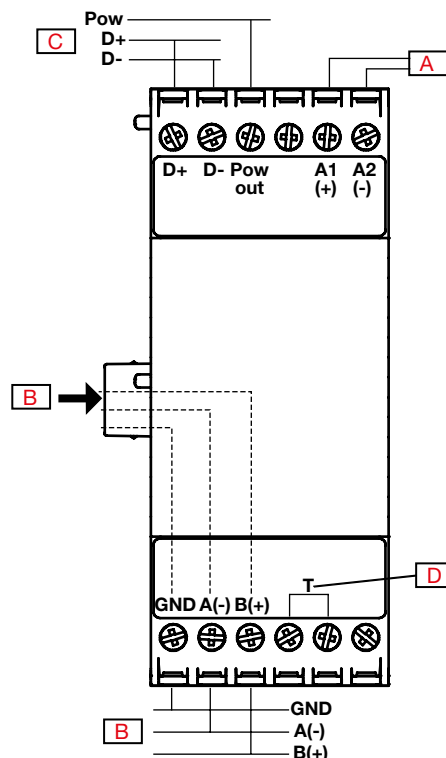 Pow
C D+
D-
A
D+ D- Pow out A1 (+) A2 (-)
B
T
D
GND A(-) B(+)
GND
B A(-)
B(+)